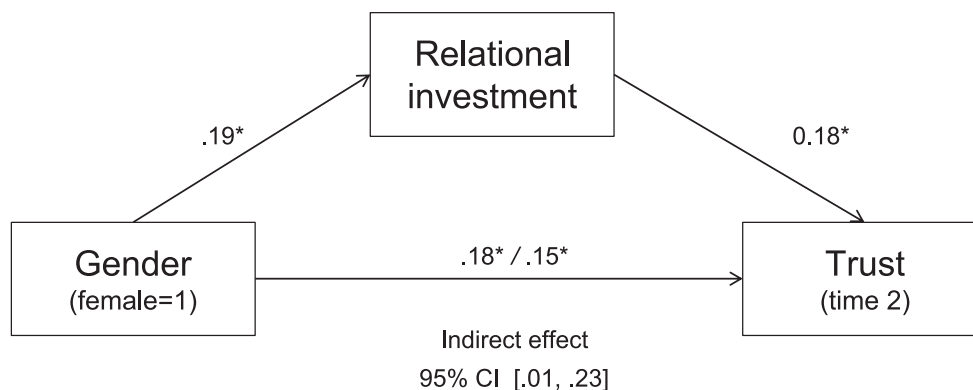 Relational
investment
.19*
0.18*
Gender
(female=1)
.18* / .15*
Trust
(time 2)
Indirect effect
95% CI [.01, .23]